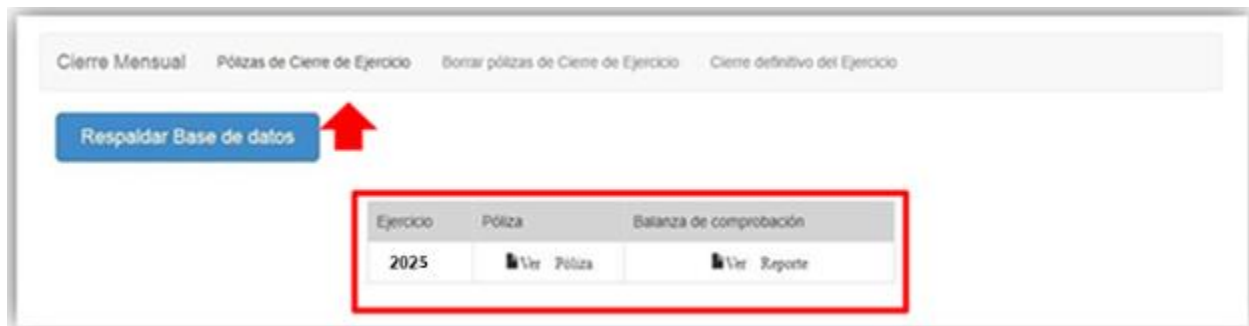 Cierre Mensual Pólizas de Cierre de Ejercicio Borrar pólizas de Cierre de Ejercicio Cierre definitivo del Ejercicio
Respaldar Base de datos
Ejercicio Póliza Balanza de comprobación
2025 Ver Póliza Ver Reporte